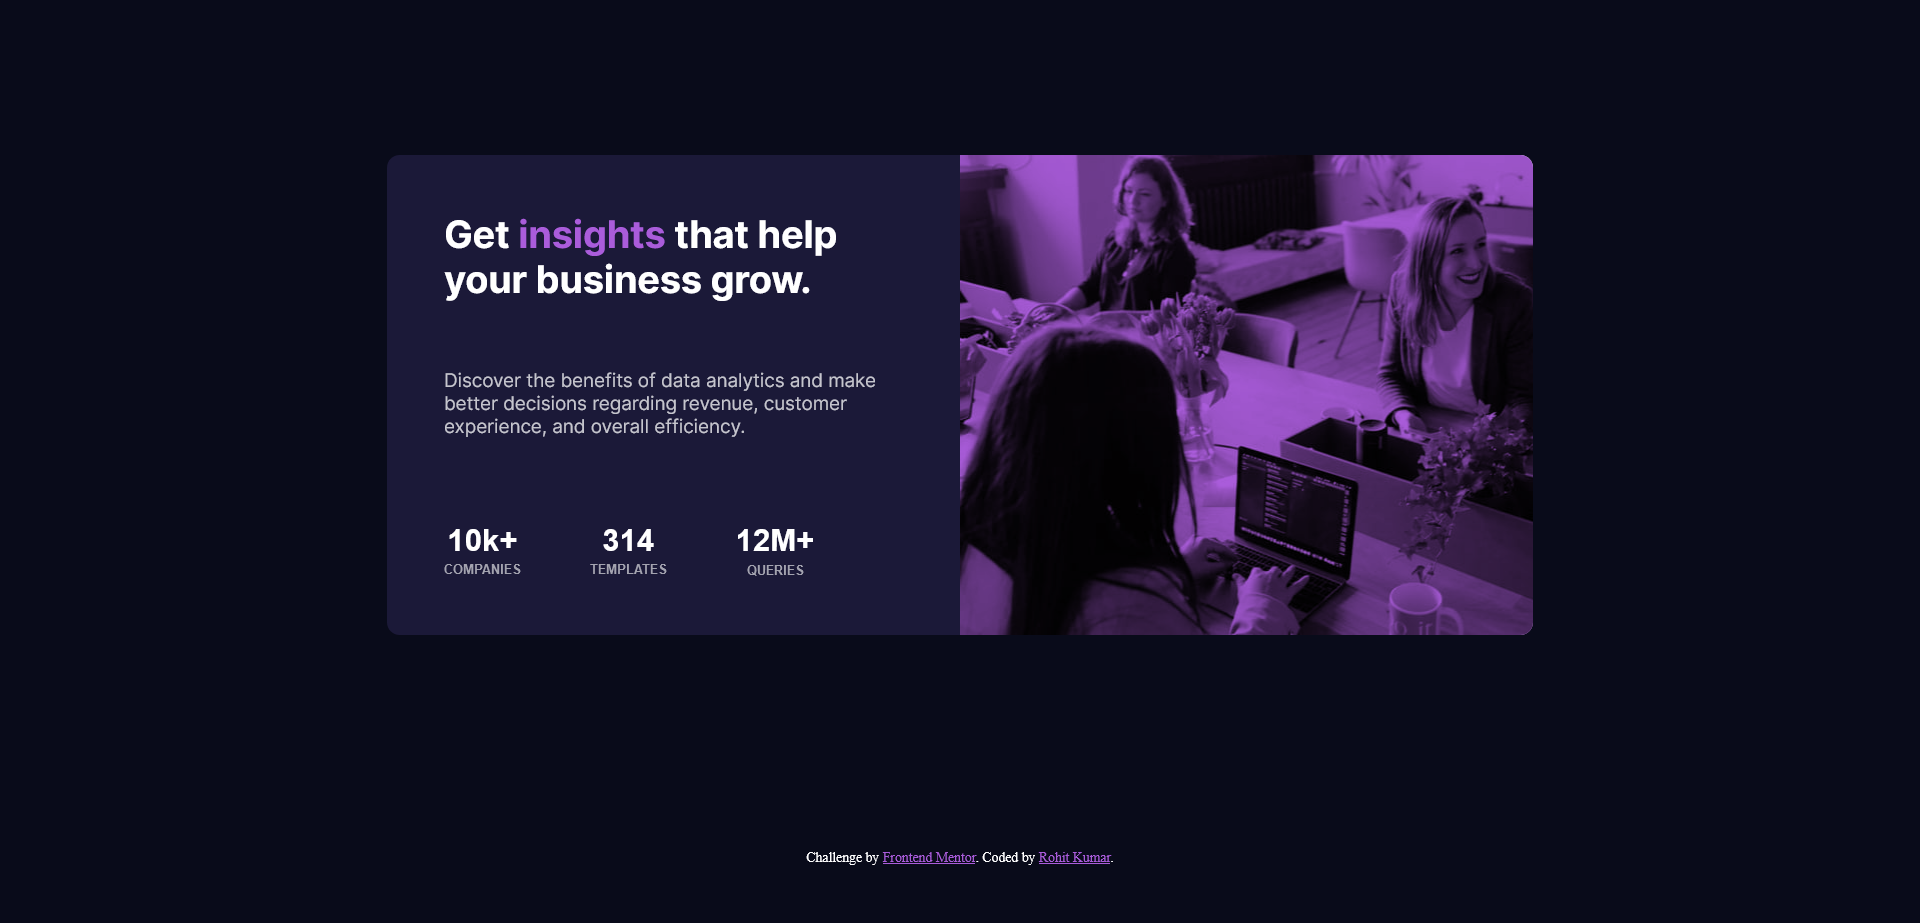 Get insights that help
your business grow.
Discover the benefits of data analytics and make
better decisions regarding revenue, customer
experience, and overall efficiency.
10k+ 314 12M+
COMPANIES TEMPLATES QUERIES
Challenge by Frontend Mentor. Coded by Rohit Kumar.